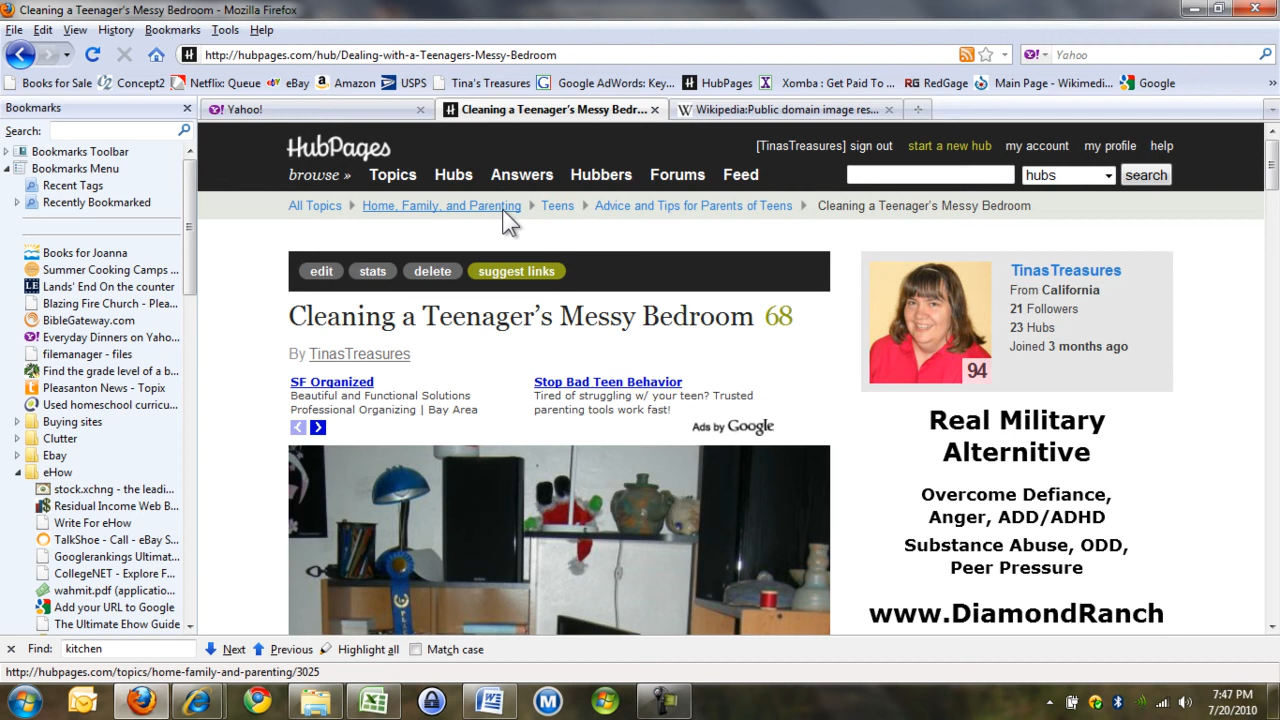 Cleaning a Teenager's Messy Bedroom - Mozilla Firefox
File Edit View History Bookmarks Tools Help
http://hubpages.com/hub/Dealing-with-a-Teenagers-Messy-Bedroom
Yahoo
Books for Sale Concept2 Netflix: Queue eBay Amazon USPS Tina's Treasures Google AdWords: Key... HubPages Xomba : Get Paid To ... RedGage Main Page - Wikimedi... Google
Bookmarks
Yahoo!
Cleaning a Teenager's Messy Bedr...
Wikipedia:Public domain image res...
Search:
Bookmarks Toolbar
Bookmarks Menu
Recent Tags
Recently Bookmarked
Books for Joanna
Summer Cooking Camps ...
Lands' End On the counter
Blazing Fire Church - Plea...
BibleGateway.com
Everyday Dinners on Yaho...
filemanager - files
Find the grade level of a b...
Pleasanton News - Topix
Used homeschool curricu...
Buying sites
Clutter
Ebay
eHow
stock.xchng - the leadi...
Residual Income Web B...
Write For eHow
TalkShoe - Call - eBay S...
Googlerankings Ultimat...
CollegeNET - Explore F...
wahmit.pdf (applicatio...
Add your URL to Google
The Ultimate Ehow Guide
HubPages
[TinasTreasures] sign out start a new hub my account my profile help
browse » Topics Hubs Answers Hubbers Forums Feed
hubs search
All Topics Home, Family, and Parenting Teens Advice and Tips for Parents of Teens Cleaning a Teenager's Messy Bedroom
edit stats delete suggest links
Cleaning a Teenager's Messy Bedroom 68
By TinasTreasures
SF Organized
Beautiful and Functional Solutions
Professional Organizing | Bay Area
Stop Bad Teen Behavior
Tired of struggling w/ your teen? Trusted
parenting tools work fast!
Ads by Google
TinasTreasures
From California
21 Followers
23 Hubs
Joined 3 months ago
94
Real Military
Alternitive
Overcome Defiance,
Anger, ADD/ADHD
Substance Abuse, ODD,
Peer Pressure
www.DiamondRanch
Find: kitchen Next Previous Highlight all Match case
http://hubpages.com/topics/home-family-and-parenting/3025
7:47 PM
7/20/2010